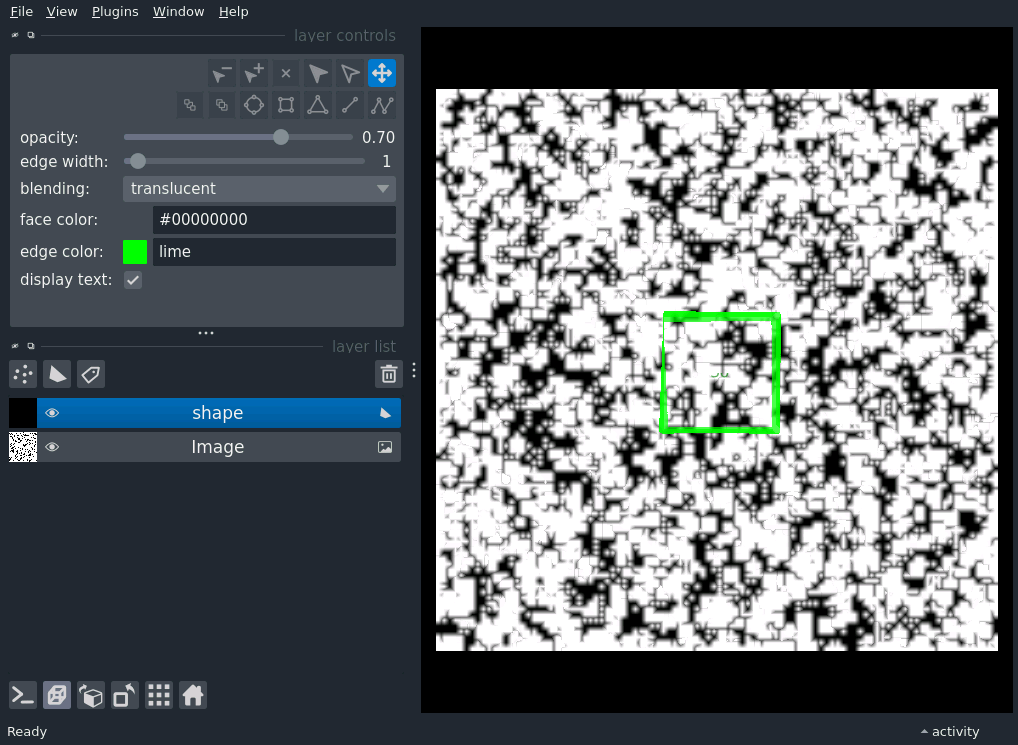 File View Plugins Window Help
layer controls
opacity: 0.70
edge width: 1
blending: translucent
face color: #00000000
edge color: lime
display text:
layer list
shape
Image
Ready
activity